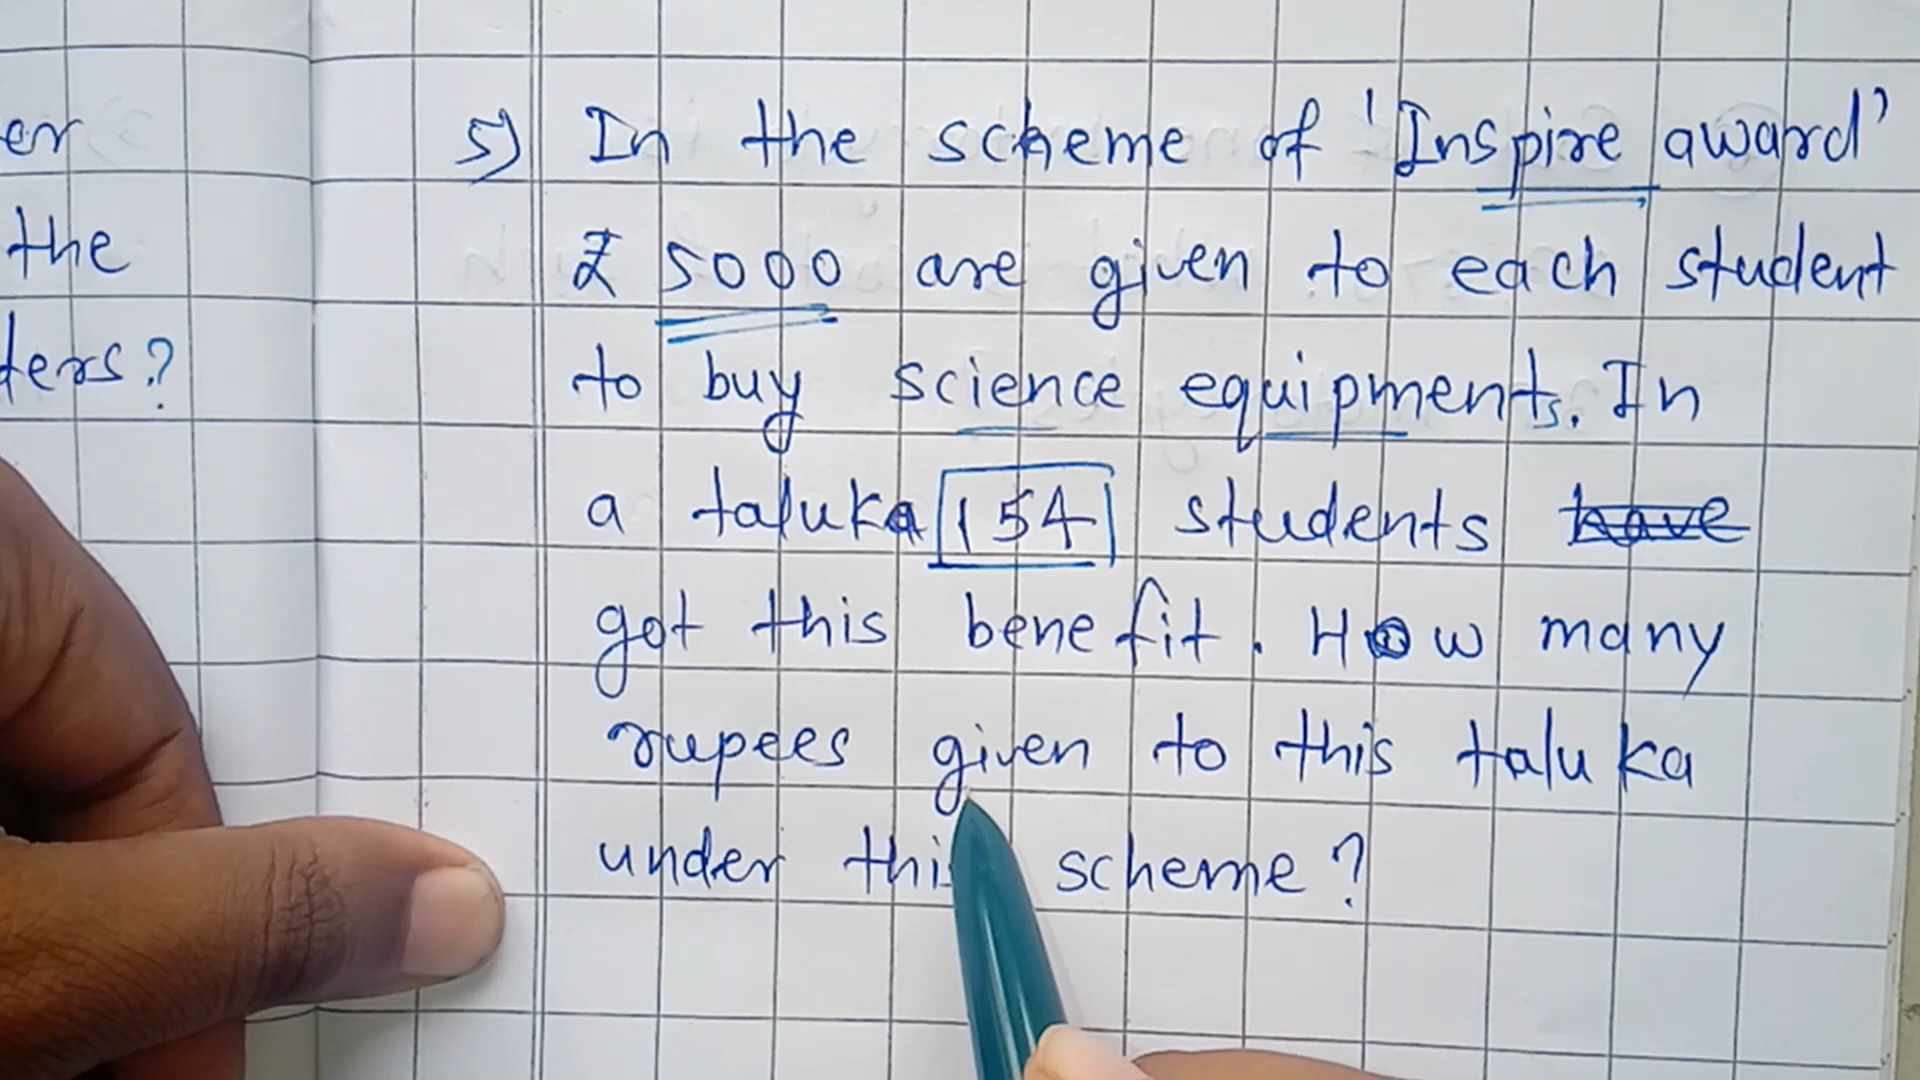 er
the
ders?
5) In the scheme of 'Inspire award'
₹ 5000 are given to each student
to buy science equipments. In
a taluka 154 students have
got this benefit. How many
rupees given to this taluka
under this scheme?